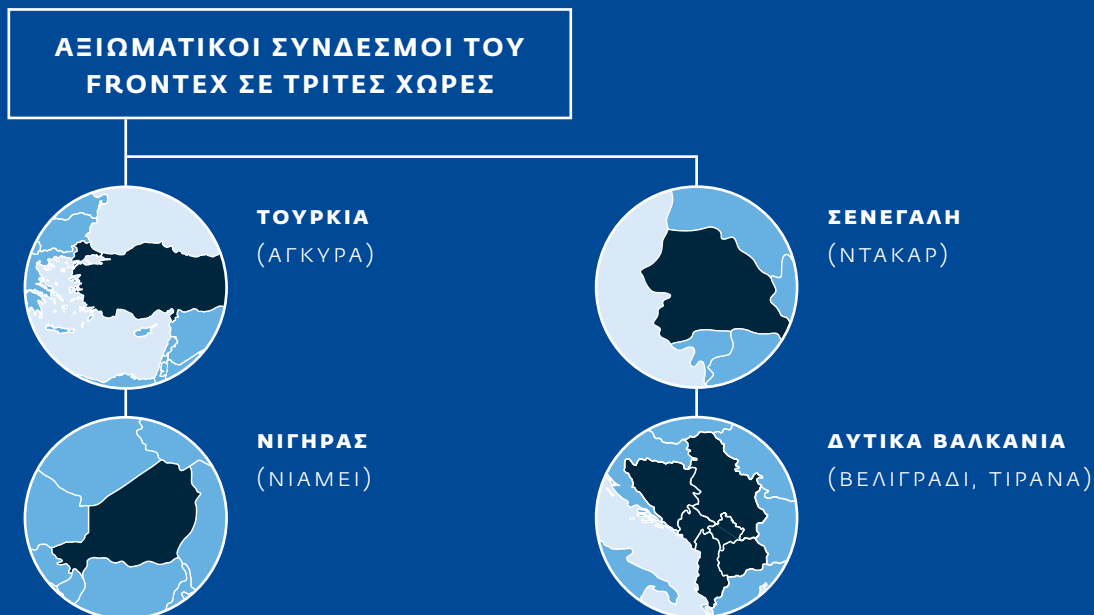 ΑΞΙΩΜΑΤΙΚΟΙ ΣΥΝΔΕΣΜΟΙ ΤΟΥ
FRONTEX ΣΕ ΤΡΙΤΕΣ ΧΩΡΕΣ
ΤΟΥΡΚΙΑ
(ΑΓΚΥΡΑ)
ΣΕΝΕΓΑΛΗ
(ΝΤΑΚΑΡ)
ΝΙΓΗΡΑΣ
(ΝΙΑΜΕΙ)
ΔΥΤΙΚΑ ΒΑΛΚΑΝΙΑ
(ΒΕΛΙΓΡΑΔΙ, ΤΙΡΑΝΑ)